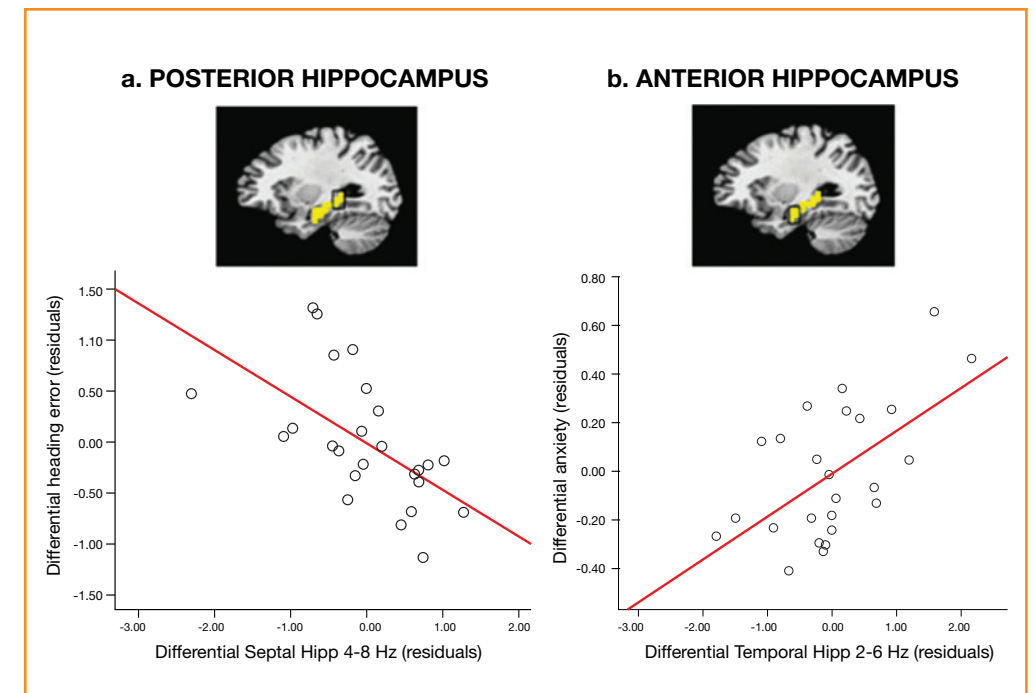 a. POSTERIOR HIPPOCAMPUS
Differential heading error (residuals)
1.50
1.10
0.50
0.00
-0.50
-1.00
-1.50
-3.00 -2.00 -1.00 0.00 1.00 2.00
Differential Septal Hipp 4-8 Hz (residuals)
b. ANTERIOR HIPPOCAMPUS
Differential anxiety (residuals)
0.80
0.60
0.40
0.20
0.00
-0.20
-0.40
-3.00 -2.00 -1.00 0.00 1.00 2.00
Differential Temporal Hipp 2-6 Hz (residuals)